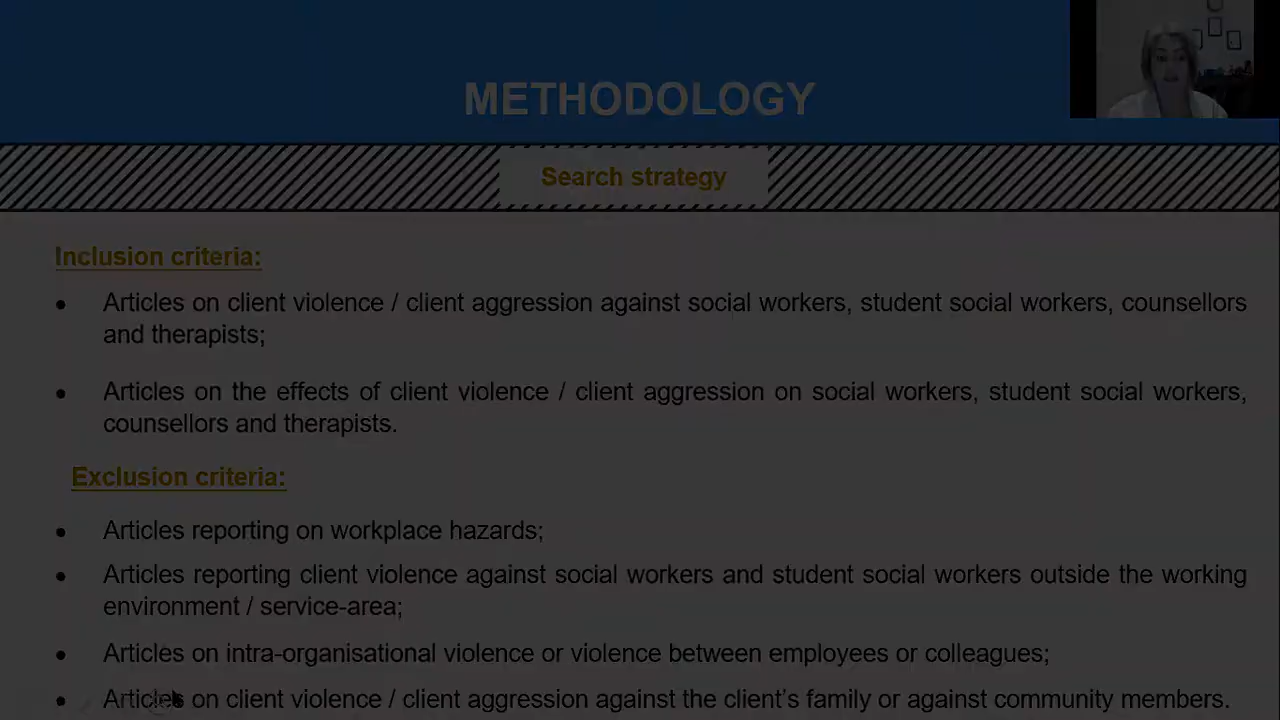 METHODOLOGY
Search strategy
Inclusion criteria:
• Articles on client violence / client aggression against social workers, student social workers, counsellors
and therapists;
• Articles on the effects of client violence / client aggression on social workers, student social workers,
counsellors and therapists.
Exclusion criteria:
• Articles reporting on workplace hazards;
• Articles reporting client violence against social workers and student social workers outside the working
environment / service-area;
• Articles on intra-organisational violence or violence between employees or colleagues;
• Articles on client violence / client aggression against the client’s family or against community members.